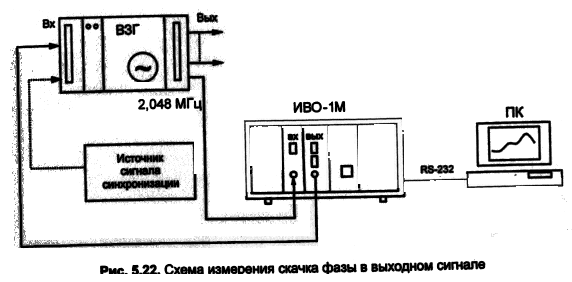 Вх
ВЗГ
Вых
2,048 МГц
ИВО-1М
ПК
вх
вых
Источник
сигнала
синхронизации
RS-232
Рис. 5.22. Схема измерения скачка фазы в выходном сигнале